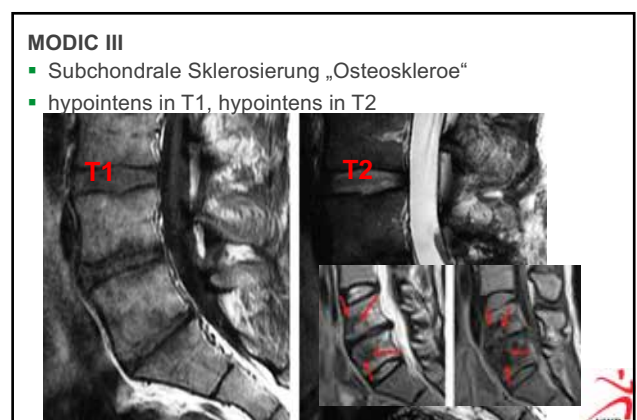 MODIC III
▪ Subchondrale Sklerosierung „Osteoskleroe“
▪ hypointens in T1, hypointens in T2
T1
T2